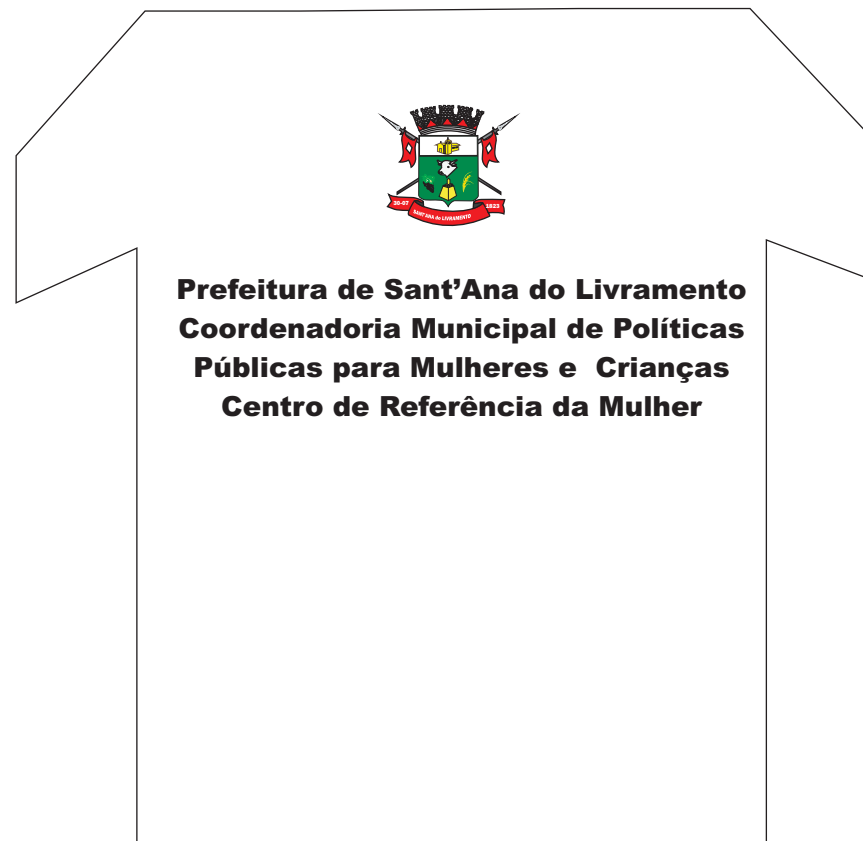 30-07
1823
SANT'ANA do LIVRAMENTO
Prefeitura de Sant’Ana do Livramento
Coordenadoria Municipal de Políticas
Públicas para Mulheres e  Crianças
Centro de Referência da Mulher